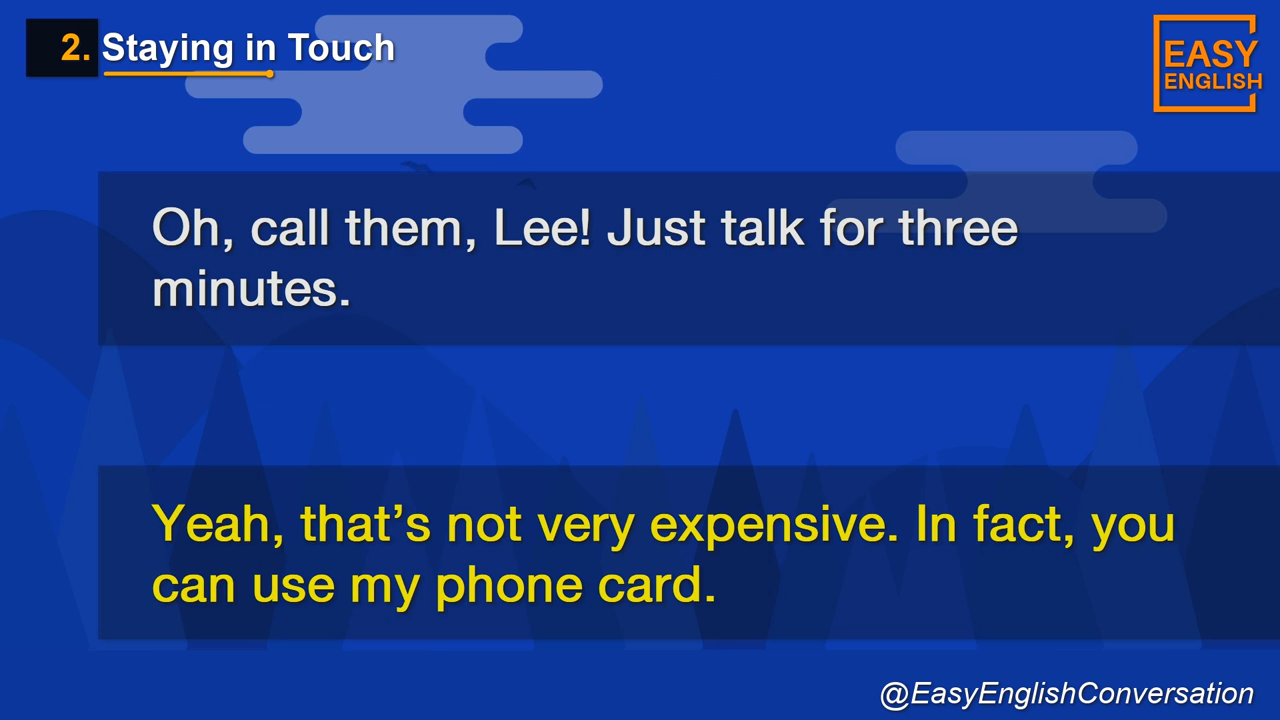 2. Staying in Touch
EASY
ENGLISH
Oh, call them, Lee! Just talk for three
minutes.
Yeah, that’s not very expensive. In fact, you
can use my phone card.
@EasyEnglishConversation